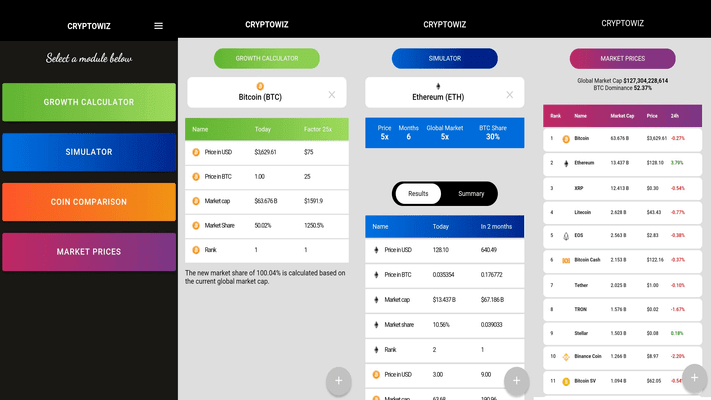 CRYPTOWIZ
Select a module below
GROWTH CALCULATOR
SIMULATOR
COIN COMPARISON
MARKET PRICES
CRYPTOWIZ
GROWTH CALCULATOR
Bitcoin (BTC)
Name Today Factor 25x
Price in USD $3,629.61 $75
Price in BTC 1.00 25
Market cap $63.676 B $1591.9
Market Share 50.02% 1250.5%
Rank 1 1
The new market share of 100.04% is calculated based on
the current global market cap.
+
CRYPTOWIZ
SIMULATOR
Ethereum (ETH)
Price Months Global Market BTC Share
5x 6 5x 30%
Results Summary
Name Today In 2 months
Price in USD 128.10 640.49
Price in BTC 0.035354 0.176772
Market cap $13.437 B $67.186 B
Market share 10.56% 0.039033
Rank 2 1
Price in USD 3.00 9.00
Market cap 63.68 190.96
+
CRYPTOWIZ
MARKET PRICES
Global Market Cap $127,304,228,614
BTC Dominance 52.37%
Rank Name Market Cap Price 24h
1 Bitcoin 63.676 B $3,629.61 -0.27%
2 Ethereum 13.437 B $128.10 3.79%
3 XRP 12.413 B $0.30 -0.54%
4 Litecoin 2.628 B $43.43 -0.77%
5 EOS 2.563 B $2.83 -0.38%
6 Bitcoin Cash 2.153 B $122.16 -0.37%
7 Tether 2.025 B $1.00 -0.10%
8 TRON 1.576 B $0.02 -1.67%
9 Stellar 1.503 B $0.08 0.18%
10 Binance Coin 1.266 B $8.97 -2.20%
11 Bitcoin SV 1.094 B $62.05
+